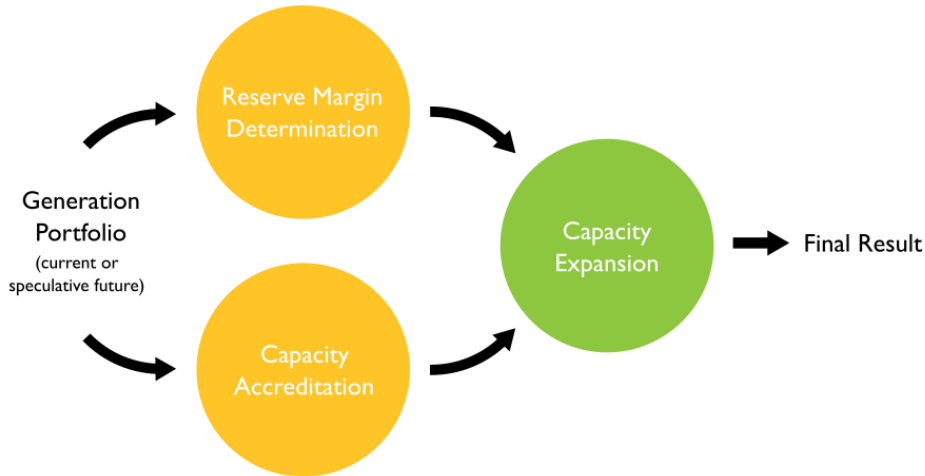 Reserve Margin
Determination
Generation
Portfolio
(current or
speculative future)
Capacity
Expansion
Final Result
Capacity
Accreditation